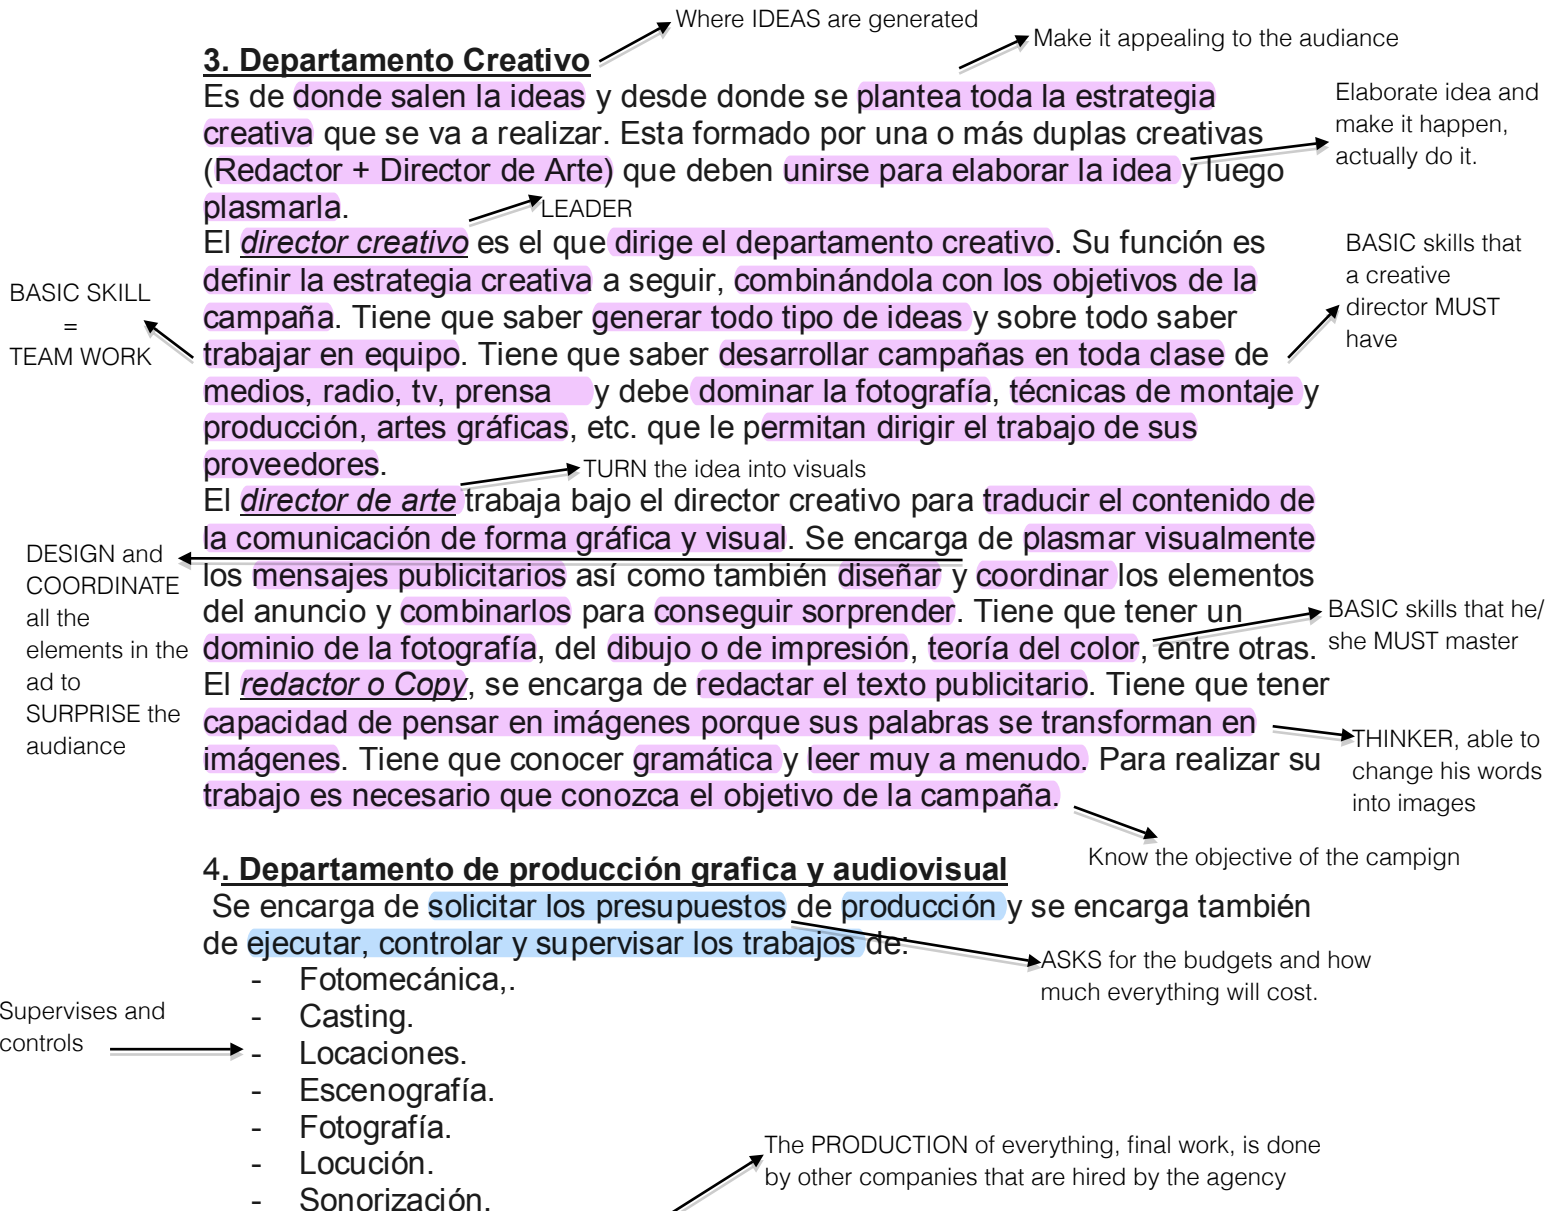 Where IDEAS are generated
Make it appealing to the audiance
3. Departamento Creativo
Es de donde salen la ideas y desde donde se plantea toda la estrategia
creativa que se va a realizar. Esta formado por una o más duplas creativas
(Redactor + Director de Arte) que deben unirse para elaborar la idea y luego
plasmarla.
Elaborate idea and
make it happen,
actually do it.
LEADER
El director creativo es el que dirige el departamento creativo. Su función es
definir la estrategia creativa a seguir, combinándola con los objetivos de la
campaña. Tiene que saber generar todo tipo de ideas y sobre todo saber
trabajar en equipo. Tiene que saber desarrollar campañas en toda clase de
medios, radio, tv, prensa y debe dominar la fotografía, técnicas de montaje y
producción, artes gráficas, etc. que le permitan dirigir el trabajo de sus
proveedores.
BASIC SKILL
=
TEAM WORK
BASIC skills that
a creative
director MUST
have
TURN the idea into visuals
El director de arte trabaja bajo el director creativo para traducir el contenido de
la comunicación de forma gráfica y visual. Se encarga de plasmar visualmente
los mensajes publicitarios así como también diseñar y coordinar los elementos
del anuncio y combinarlos para conseguir sorprender. Tiene que tener un
dominio de la fotografía, del dibujo o de impresión, teoría del color, entre otras.
DESIGN and
COORDINATE
all the
elements in the
ad to
SURPRISE the
audiance
BASIC skills that he/
she MUST master
El redactor o Copy, se encarga de redactar el texto publicitario. Tiene que tener
capacidad de pensar en imágenes porque sus palabras se transforman en
imágenes. Tiene que conocer gramática y leer muy a menudo. Para realizar su
trabajo es necesario que conozca el objetivo de la campaña.
THINKER, able to
change his words
into images
Know the objective of the campign
4. Departamento de producción grafica y audiovisual
Se encarga de solicitar los presupuestos de producción y se encarga también
de ejecutar, controlar y supervisar los trabajos de:
ASKS for the budgets and how
much everything will cost.
Supervises and
controls
- Fotomecánica,.
- Casting.
- Locaciones.
- Escenografía.
- Fotografía.
- Locución.
- Sonorización.
The PRODUCTION of everything, final work, is done
by other companies that are hired by the agency